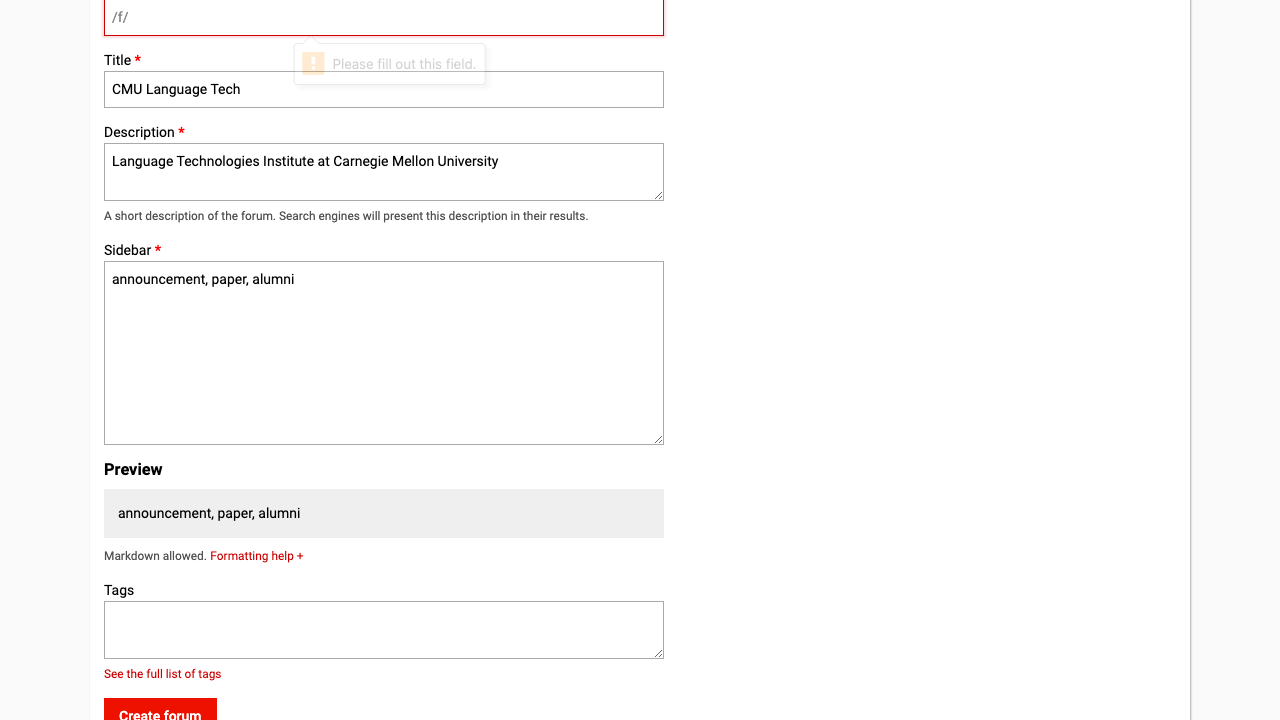 /f/
Please fill out this field.
Title *
CMU Language Tech
Description *
Language Technologies Institute at Carnegie Mellon University
A short description of the forum. Search engines will present this description in their results.
Sidebar *
announcement, paper, alumni
Preview
announcement, paper, alumni
Markdown allowed. Formatting help +
Tags
See the full list of tags
Create forum